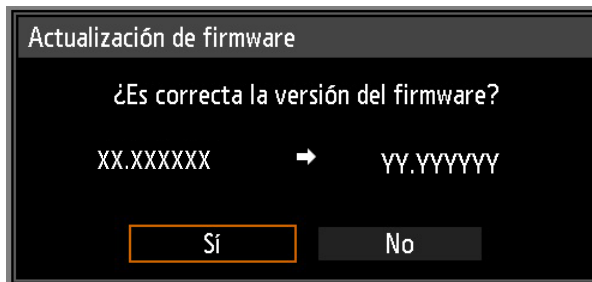 Actualización de firmware
¿Es correcta la versión del firmware?
XX.XXXXXX ➡ YY.YYYYYY
Sí No